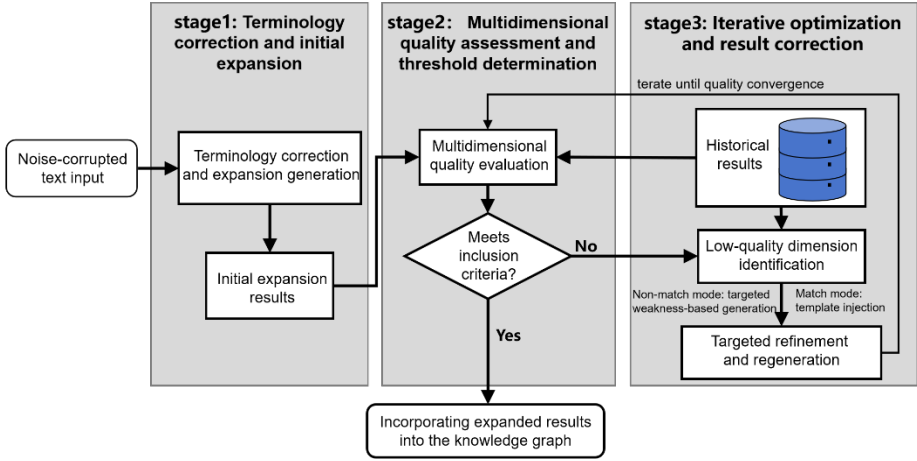 stage1: Terminology
correction and initial
expansion
stage2: Multidimensional
quality assessment and
threshold determination
stage3: Iterative optimization
and result correction
terate until quality convergence
Noise-corrupted
text input
Terminology correction
and expansion generation
Initial expansion
results
Multidimensional
quality evaluation
Meets
inclusion
criteria?
No
Yes
Historical
results
Low-quality dimension
identification
Non-match mode: targeted
weakness-based generation
Match mode:
template injection
Targeted refinement
and regeneration
Incorporating expanded results
into the knowledge graph